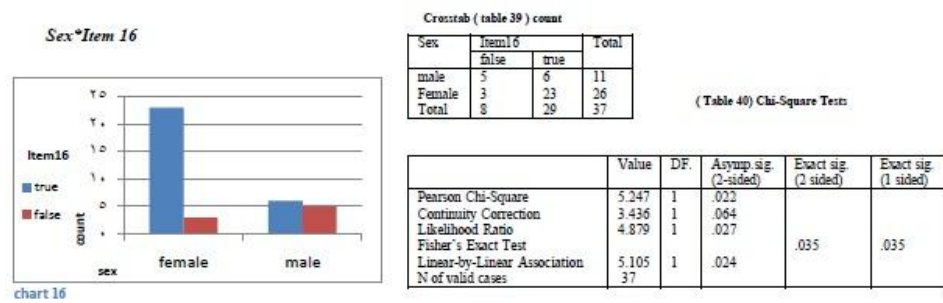 Sex*Item 16
٢٥
٢٠
١٥
١٠
٥
٠
Item16
true
false
count
sex
female male
chart 16
Crosstab ( table 39 ) count
Sex Item16 Total
false true
male 5 6 11
Female 3 23 26
Total 8 29 37
( Table 40) Chi-Square Tests
Value DF. Asymp.sig. (2-sided) Exact sig. (2 sided) Exact sig. (1 sided)
Pearson Chi-Square 5.247 1 .022
Continuity Correction 3.436 1 .064
Likelihood Ratio 4.879 1 .027
Fisher's Exact Test .035 .035
Linear-by-Linear Association 5.105 1 .024
N of valid cases 37